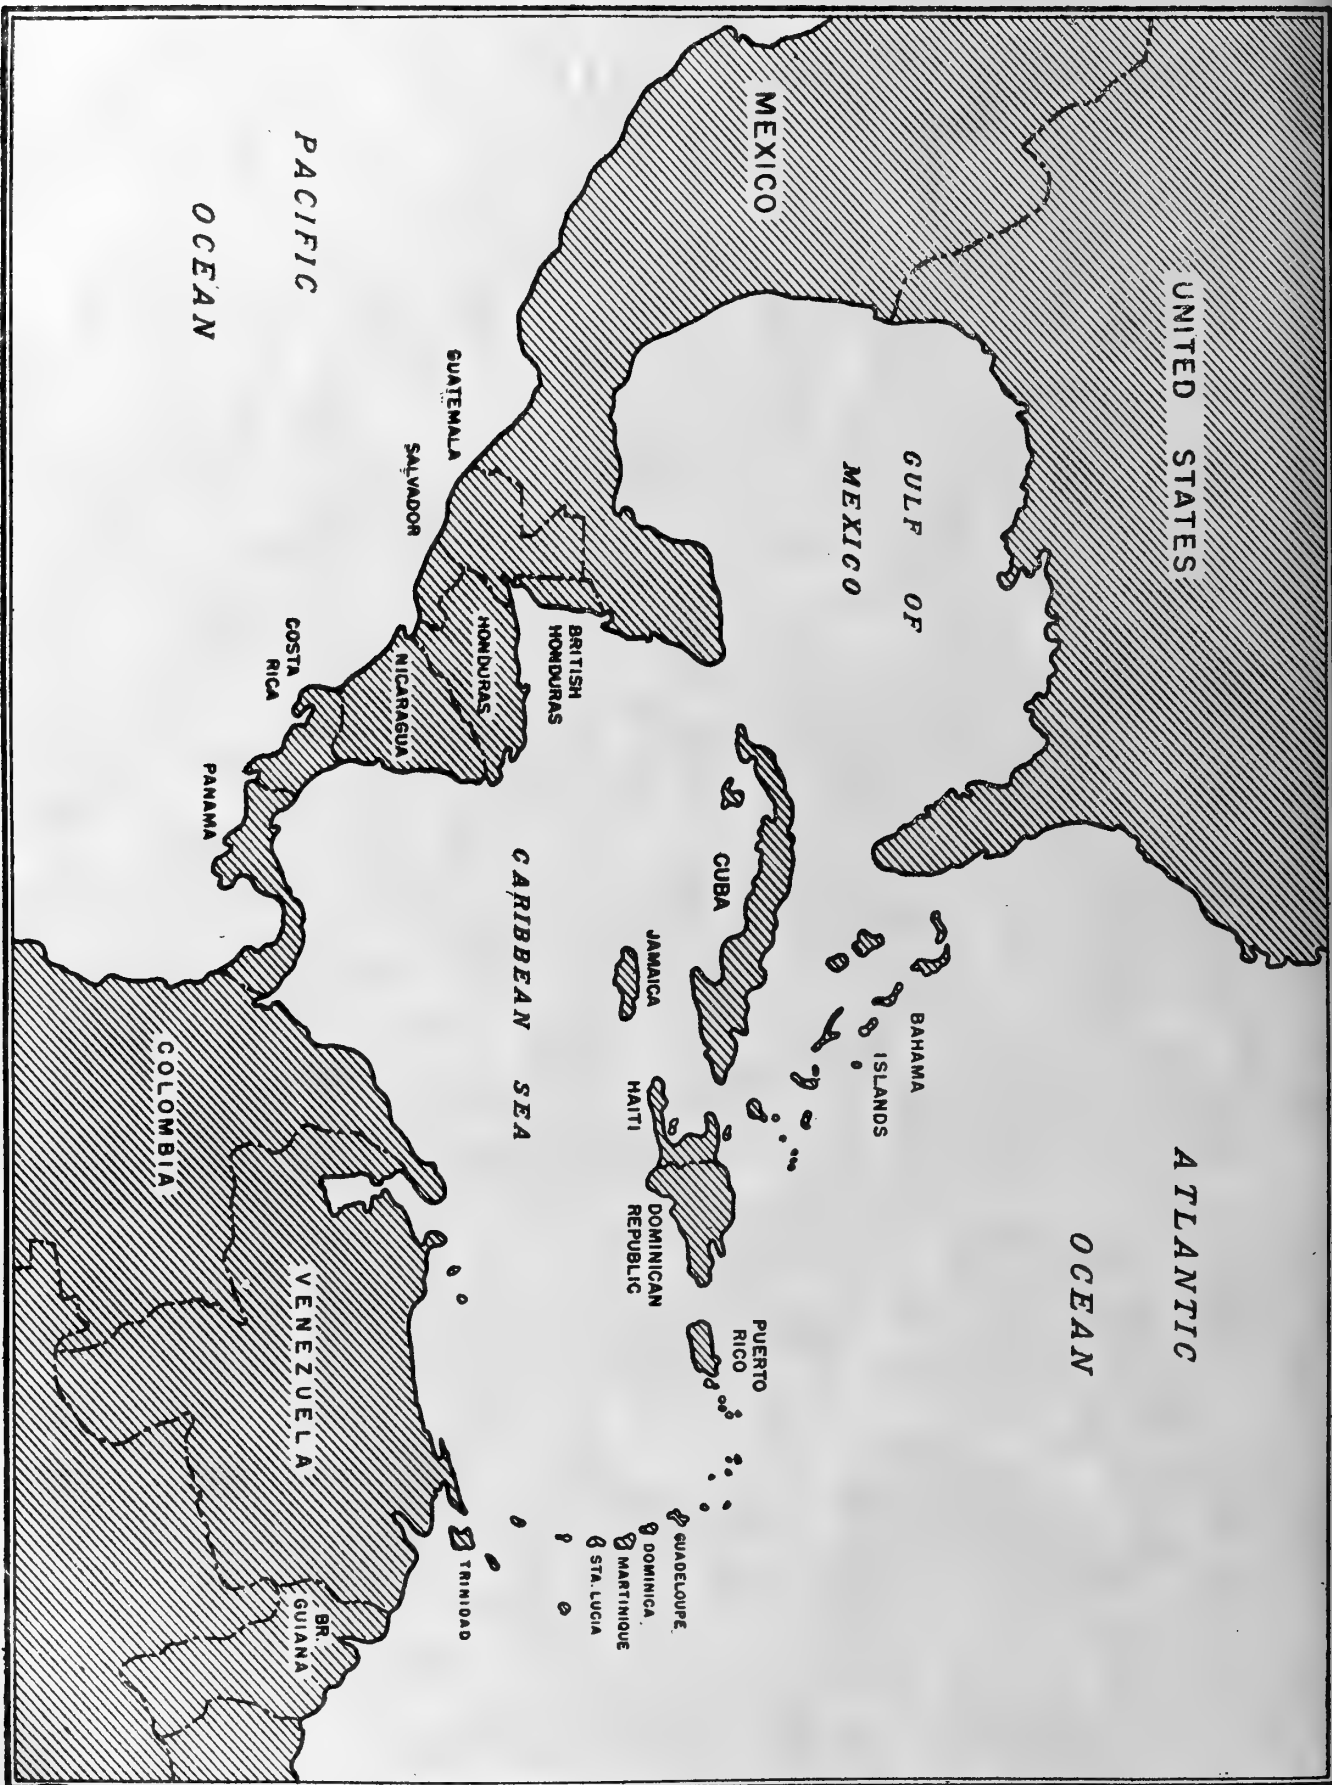 UNITED STATES
MEXICO
GULF OF
MEXICO
ATLANTIC
OCEAN
PACIFIC
OCEAN
BAHAMA
ISLANDS
CUBA
JAMAICA
HAITI
DOMINICAN
REPUBLIC
PUERTO
RICO
GUADELOUPE
DOMINICA
MARTINIQUE
STA. LUCIA
TRINIDAD
CARIBBEAN SEA
BRITISH
HONDURAS
HONDURAS
GUATEMALA
SALVADOR
NICARAGUA
COSTA
RICA
PANAMA
COLOMBIA
VENEZUELA
BR.
GUIANA